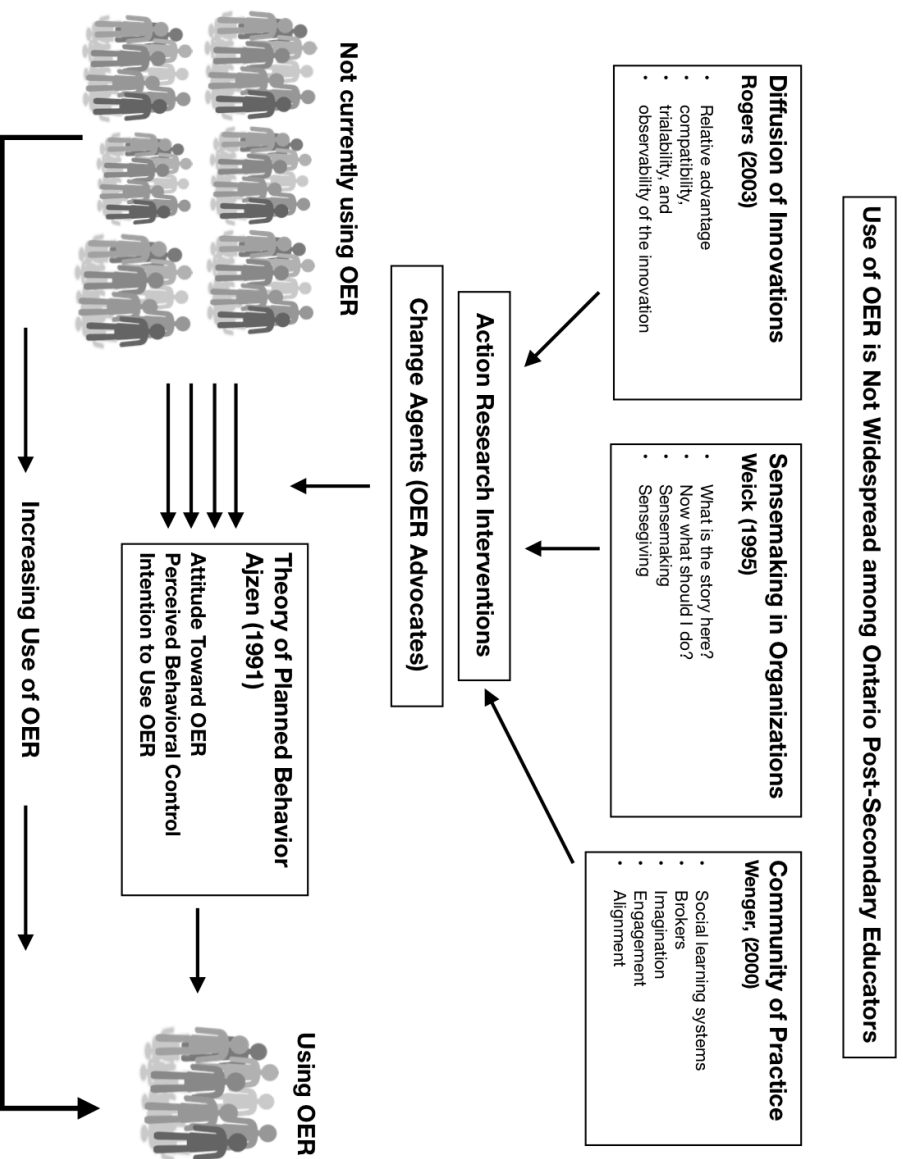 Use of OER is Not Widespread among Ontario Post-Secondary Educators
Diffusion of Innovations
Rogers (2003)
• Relative advantage
• compatibility,
• trialability, and
• observability of the innovation
Sensemaking in Organizations
Weick (1995)
• What is the story here?
• Now what should I do?
• Sensemaking
• Sensegiving
Community of Practice
Wenger, (2000)
• Social learning systems
• Brokers
• Imagination
• Engagement
• Alignment
Action Research Interventions
Change Agents (OER Advocates)
Not currently using OER
Theory of Planned Behavior
Ajzen (1991)
Attitude Toward OER
Perceived Behavioral Control
Intention to Use OER
Using OER
Increasing Use of OER